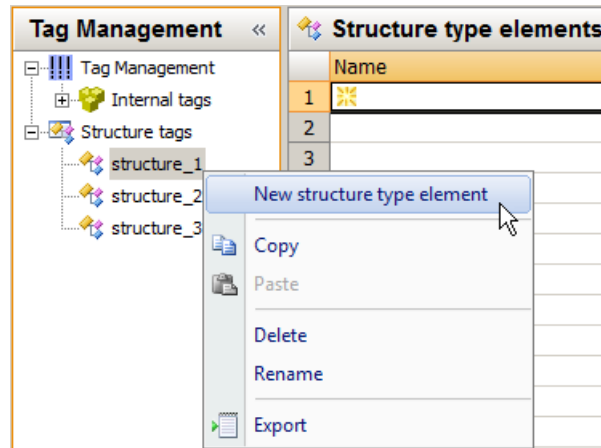 Tag Management «
Structure type elements
Tag Management
Name
Internal tags
1
Structure tags
2
structure_1
3
New structure type element
structure_2
structure_3
Copy
Paste
Delete
Rename
Export